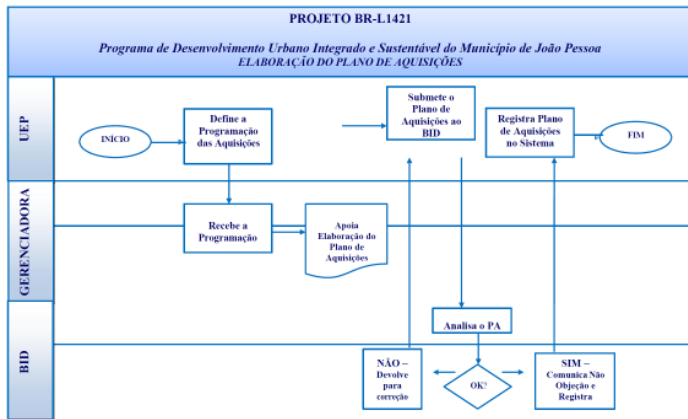 PROJETO BR-L1421
Programa de Desenvolvimento Urbano Integrado e Sustentável do Município de João Pessoa
ELABORAÇÃO DO PLANO DE AQUISIÇÕES
UEP
INÍCIO
Define a
Programação
das Aquisições
Submete o
Plano de
Aquisições ao
BID
Registra Plano
de Aquisições
no Sistema
FIM
GERENCIADORA
Recebe a
Programação
Apoia
Elaboração do
Plano de
Aquisições
BID
Analisa o PA
NÃO –
Devolve
para
correção
OK?
SIM –
Comunica Não
Objeção e
Registra